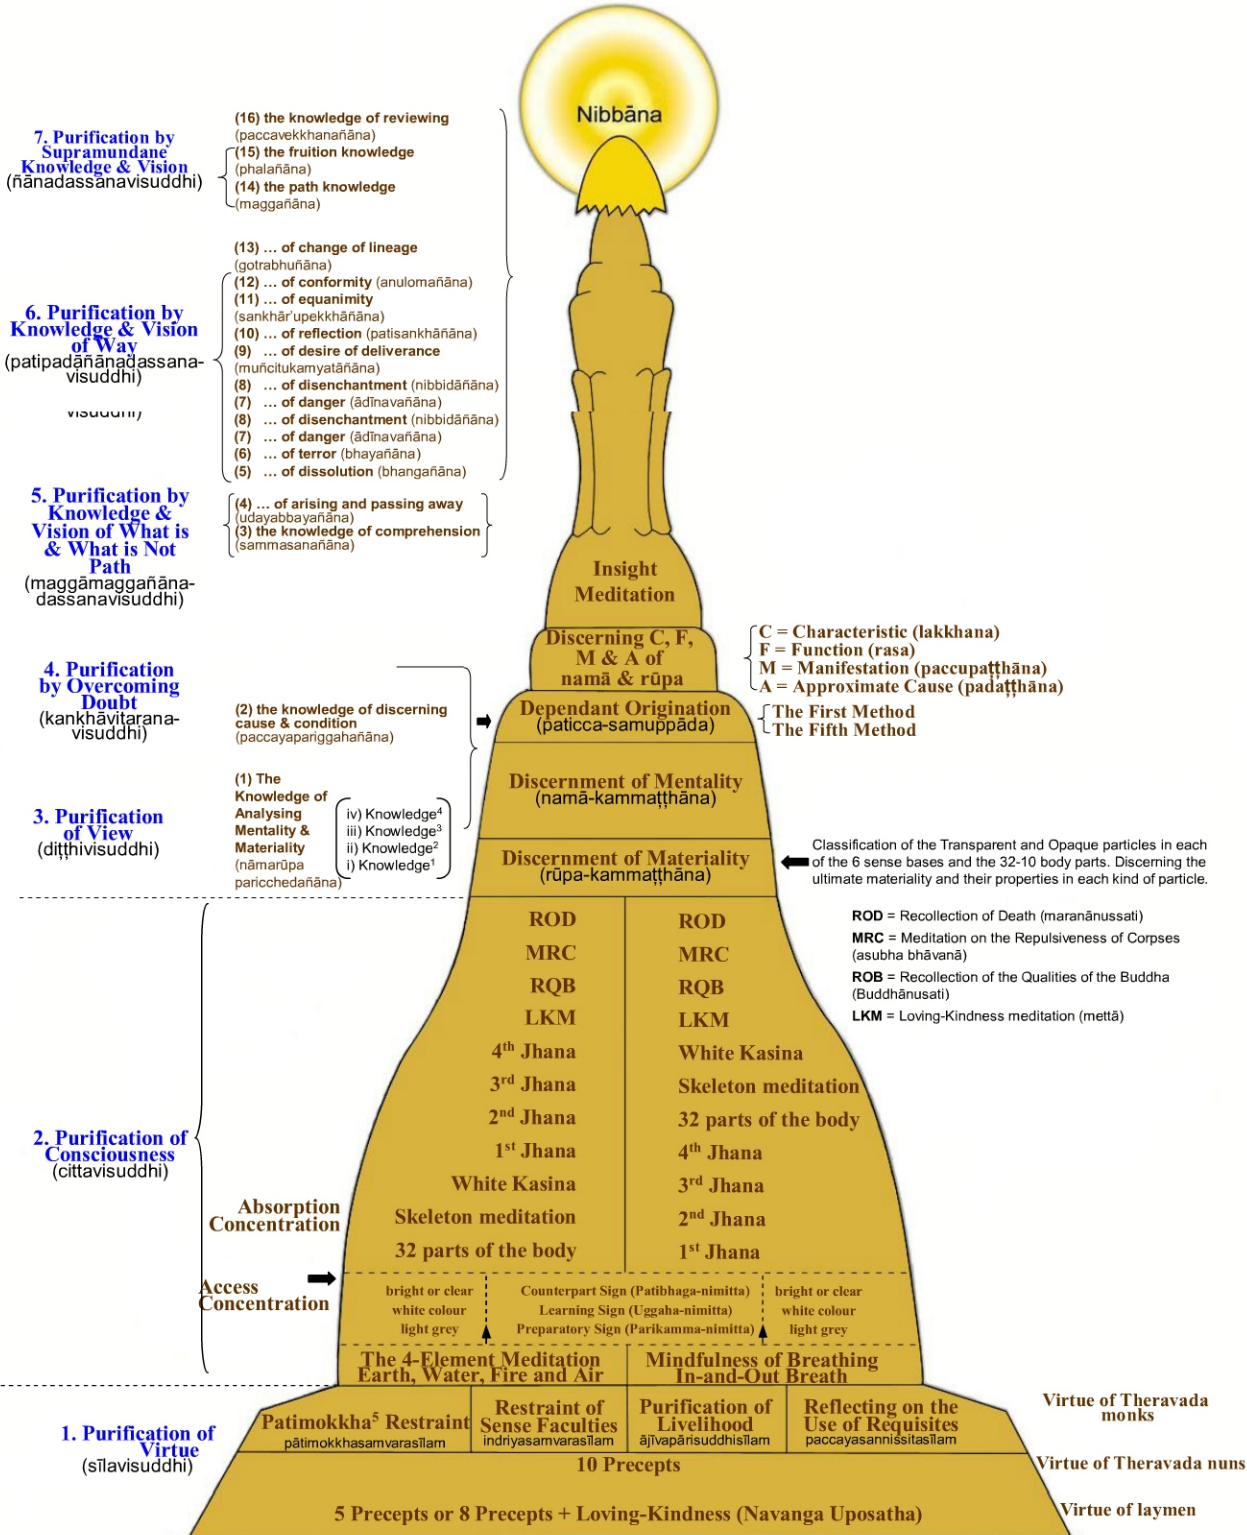 Nibbāna
7. Purification by
Supramundane
Knowledge & Vision
(ñānadassanavisuddhi)
(16) the knowledge of reviewing
(paccavekkhanañāna)
(15) the fruition knowledge
(phalañāna)
(14) the path knowledge
(maggañāna)
6. Purification by
Knowledge & Vision
of Way
(patipadāñānadassana-
visuddhi)
visuddhi)
(13) ... of change of lineage
(gotrabhuñāna)
(12) ... of conformity (anulomañāna)
(11) ... of equanimity
(sankhār'upekkhāñāna)
(10) ... of reflection (patisankhāñāna)
(9) ... of desire of deliverance
(muñcitukamyatāñāna)
(8) ... of disenchantment (nibbidāñāna)
(7) ... of danger (ādīnavañāna)
(8) ... of disenchantment (nibbidāñāna)
(7) ... of danger (ādīnavañāna)
(6) ... of terror (bhayañāna)
(5) ... of dissolution (bhangañāna)
5. Purification by
Knowledge &
Vision of What is
& What is Not
Path
(maggāmaggañāna-
dassanavisuddhi)
(4) ... of arising and passing away
(udayabbayañāna)
(3) the knowledge of comprehension
(sammasanañāna)
Insight
Meditation
Discerning C, F,
M & A of
namā & rūpa
C = Characteristic (lakkhana)
F = Function (rasa)
M = Manifestation (paccupaṭṭhāna)
A = Approximate Cause (padaṭṭhāna)
4. Purification
by Overcoming
Doubt
(kankhāvitarana-
visuddhi)
(2) the knowledge of discerning
cause & condition
(paccayapariggahañāna)
Dependant Origination
(paticca-samuppāda)
The First Method
The Fifth Method
3. Purification
of View
(diṭṭhivisuddhi)
(1) The
Knowledge of
Analysing
Mentality &
Materiality
(nāmarūpa
paricchedañāna)
iv) Knowledge⁴
iii) Knowledge³
ii) Knowledge²
i) Knowledge¹
Discernment of Mentality
(namā-kammaṭṭhāna)
Discernment of Materiality
(rūpa-kammaṭṭhāna)
Classification of the Transparent and Opaque particles in each
of the 6 sense bases and the 32-10 body parts. Discerning the
ultimate materiality and their properties in each kind of particle.
ROD = Recollection of Death (maranānussati)
MRC = Meditation on the Repulsiveness of Corpses
(asubha bhāvanā)
ROB = Recollection of the Qualities of the Buddha
(Buddhānusati)
LKM = Loving-Kindness meditation (mettā)
2. Purification of
Consciousness
(cittavisuddhi)
ROD
MRC
RQB
LKM
4th Jhana
3rd Jhana
2nd Jhana
1st Jhana
White Kasina
Skeleton meditation
32 parts of the body
ROD
MRC
RQB
LKM
White Kasina
Skeleton meditation
32 parts of the body
4th Jhana
3rd Jhana
2nd Jhana
1st Jhana
Absorption
Concentration
Access
Concentration
bright or clear
white colour
light grey
Counterpart Sign (Patibhaga-nimitta)
Learning Sign (Uggaha-nimitta)
Preparatory Sign (Parikamma-nimitta)
bright or clear
white colour
light grey
The 4-Element Meditation
Earth, Water, Fire and Air
Mindfulness of Breathing
In-and-Out Breath
1. Purification of
Virtue
(sīlavisuddhi)
Patimokkha⁵ Restraint
pātimokkhasamvarasīlam
Restraint of
Sense Faculties
indriyasamvarasīlam
Purification of
Livelihood
ājīvapārisuddhisīlam
Reflecting on the
Use of Requisites
paccayasannissitasīlam
Virtue of Theravada
monks
10 Precepts
Virtue of Theravada nuns
5 Precepts or 8 Precepts + Loving-Kindness (Navanga Uposatha)
Virtue of laymen